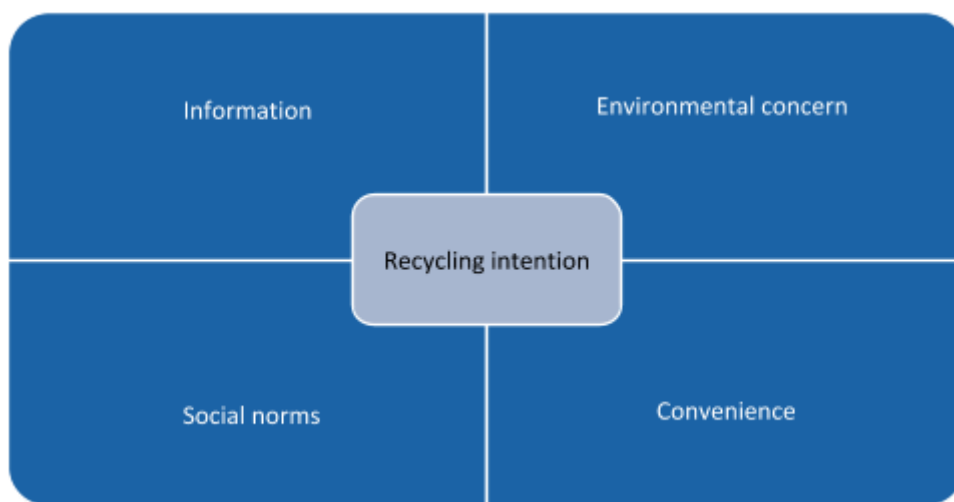 Information
Environmental concern
Recycling intention
Social norms
Convenience